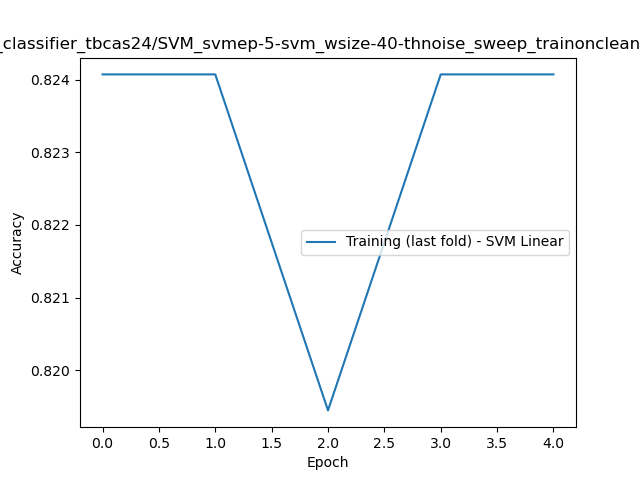 _classifier_tbcas24/SVM_svmep-5-svm_wsize-40-thnoise_sweep_trainonclean
0.824
0.823
0.822
0.821
0.820
Accuracy
Training (last fold) - SVM Linear
0.0 0.5 1.0 1.5 2.0 2.5 3.0 3.5 4.0
Epoch